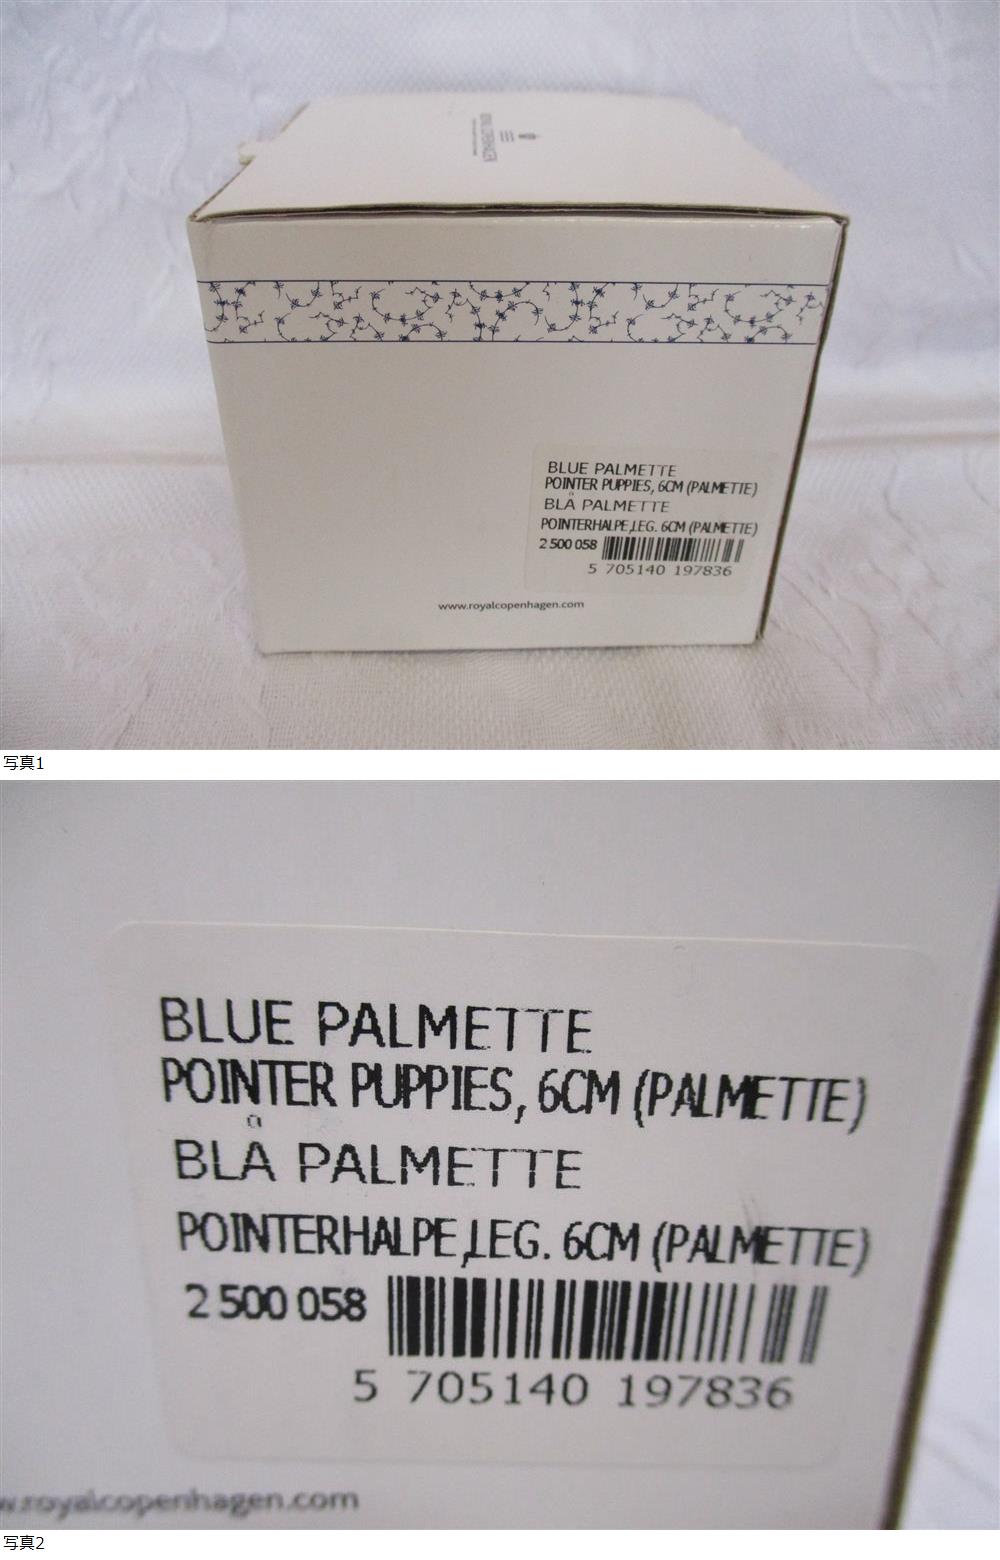 ROYAL COPENHAGEN
BLUE PALMETTE
POINTER PUPPIES, 6CM (PALMETTE)
BLÅ PALMETTE
POINTERHALPE,LEG. 6CM (PALMETTE)
2 500 058
5 705140 197836
www.royalcopenhagen.com
写真1
BLUE PALMETTE
POINTER PUPPIES, 6CM (PALMETTE)
BLÅ PALMETTE
POINTERHALPE,LEG. 6CM (PALMETTE)
2 500 058
5 705140 197836
w.royalcopenhagen.com
写真2